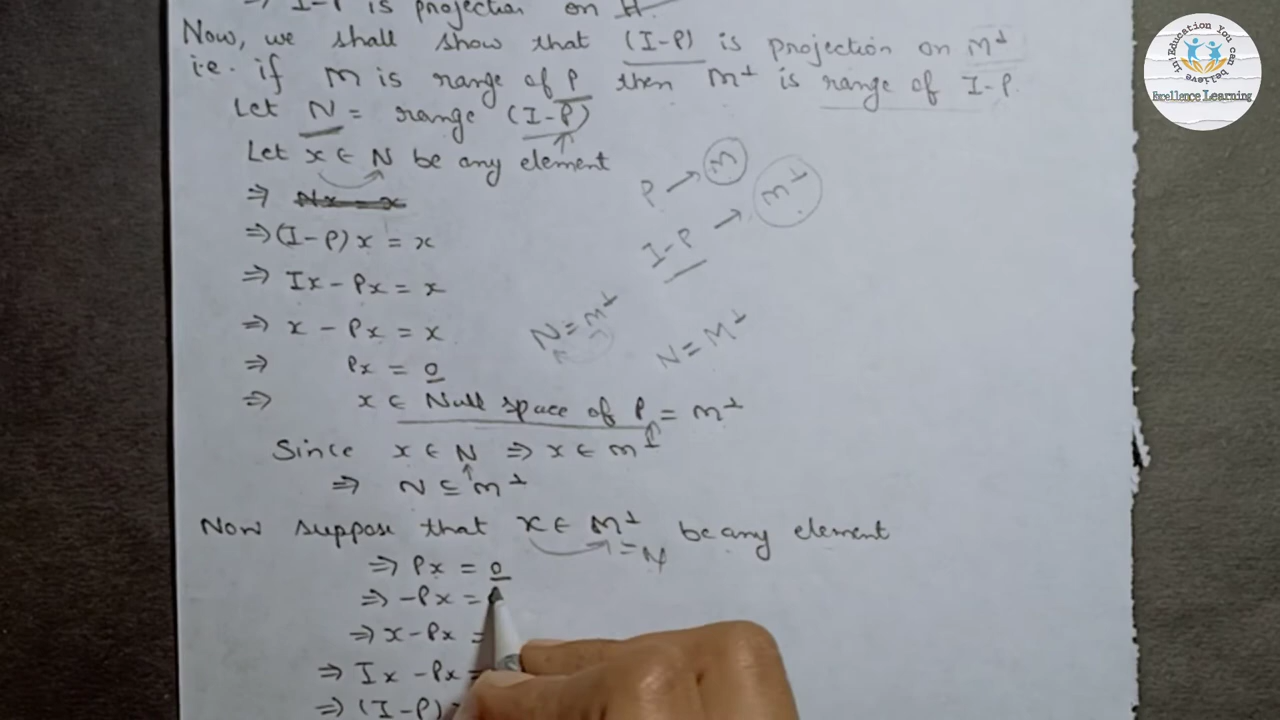 ⇒ I-P is projection on H.
Now, we shall show that (I-P) is projection on M⊥
i.e. if M is range of P then M⊥ is range of I-P.
Let N = range (I-P)
Let x ∈ N be any element
⇒
⇒ (I-P)x = x
⇒ Ix - Px = x
⇒ x - Px = x
⇒ Px = 0
⇒ x ∈ Null space of P = M⊥
Since x ∈ N ⇒ x ∈ M⊥
⇒ N ⊆ M⊥
Now suppose that x ∈ M⊥ be any element
= N
⇒ Px = 0
⇒ -Px =
⇒ x - Px =
⇒ Ix - Px =
⇒ (I-P)
P → M
I-P → M⊥
N = M⊥
N = M⊥
Education You can believe in!
Excellence Learning